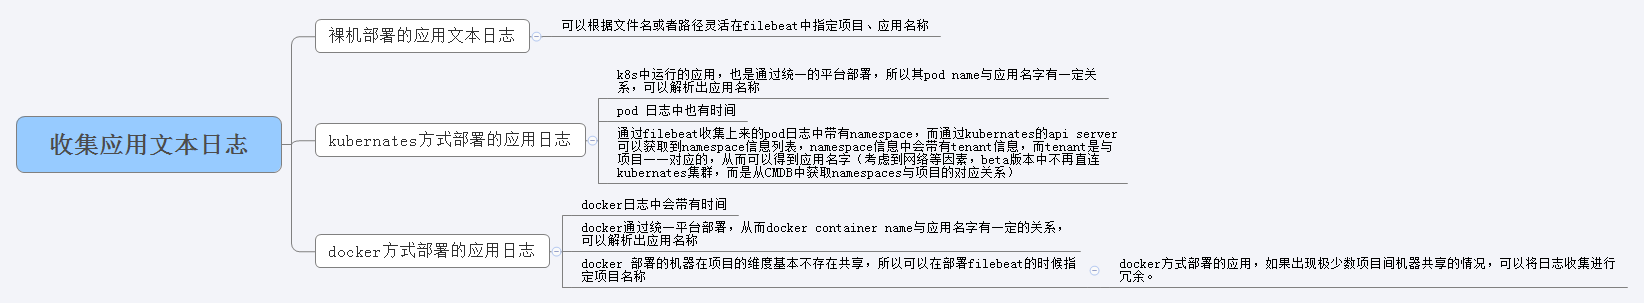 收集应用文本日志
裸机部署的应用文本日志
可以根据文件名或者路径灵活在filebeat中指定项目、应用名称
kubernates方式部署的应用日志
k8s中运行的应用，也是通过统一的平台部署，所以其pod name与应用名字有一定关
系，可以解析出应用名称
pod 日志中也有时间
通过filebeat收集上来的pod日志中带有namespace，而通过kubernates的api server
可以获取到namespace信息列表，namespace信息中会带有tenant信息，而tenant是与
项目一一对应的，从而可以得到应用名字（考虑到网络等因素，beta版本中不再直连
kubernates集群，而是从CMDB中获取namespaces与项目的对应关系）
docker方式部署的应用日志
docker日志中会带有时间
docker通过统一平台部署，从而docker container name与应用名字有一定的关系，
可以解析出应用名称
docker 部署的机器在项目的维度基本不存在共享，所以可以在部署filebeat的时候指
定项目名称
docker方式部署的应用，如果出现极少数项目间机器共享的情况，可以将日志收集进行
冗余。